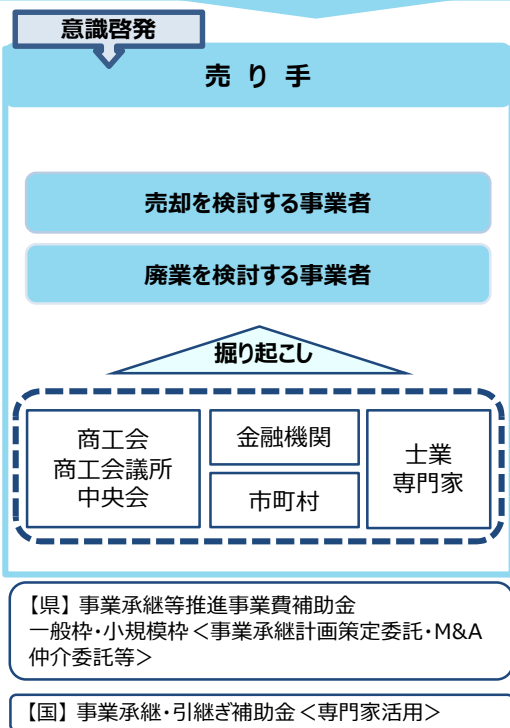 意識啓発
売り手
売却を検討する事業者
廃業を検討する事業者
掘り起こし
商工会
商工会議所
中央会
金融機関
市町村
士業
専門家
【県】事業承継等推進事業費補助金
一般枠・小規模枠＜事業承継計画策定委託・M&A
仲介委託等＞
【国】事業承継・引継ぎ補助金＜専門家活用＞